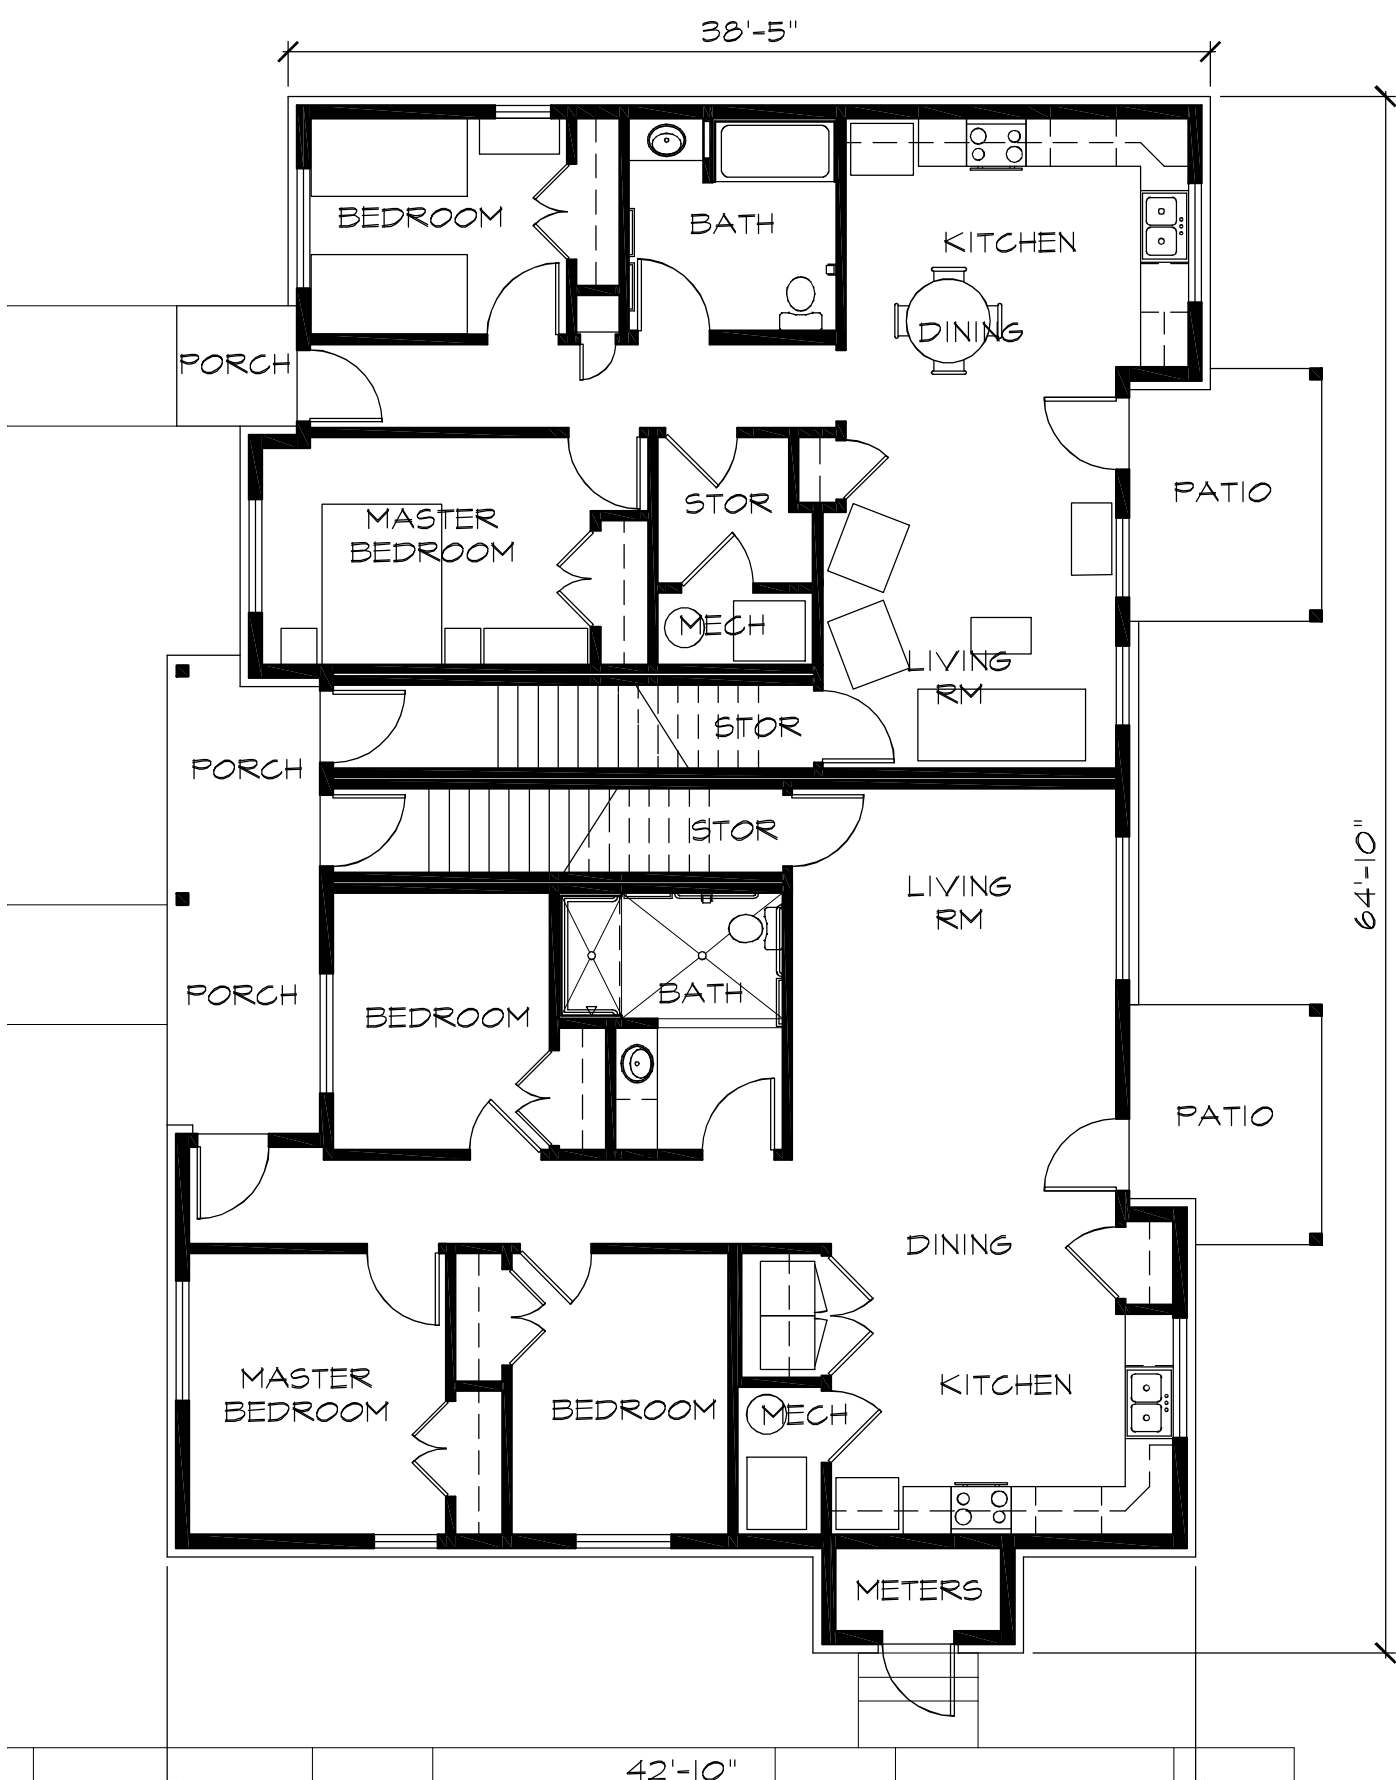 38'-5"
BEDROOM
BATH
KITCHEN
DINING
PORCH
PATIO
STOR
MASTER
BEDROOM
MECH
LIVING
RM
STOR
PORCH
STOR
LIVING
RM
64'-10"
BATH
PORCH
BEDROOM
PATIO
DINING
MASTER
BEDROOM
KITCHEN
BEDROOM
MECH
METERS
42'-10"